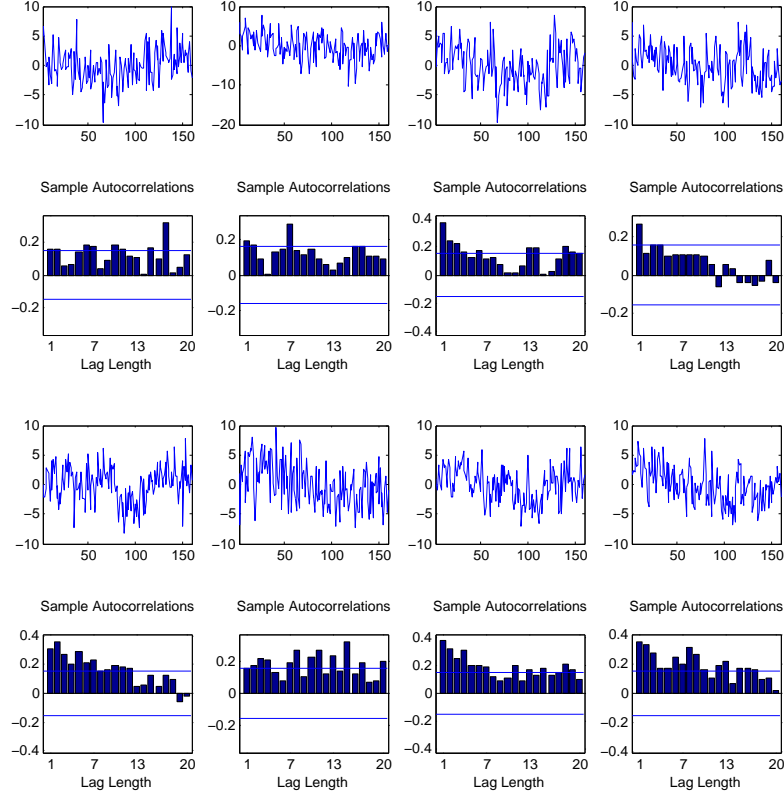 10 10 10 10
5 5 5
0
0 0 0
−10
−5 −5 −5
−10 −20 −10 −10
50 100 150 50 100 150 50 100 150 50 100 150
Sample Autocorrelations Sample Autocorrelations Sample Autocorrelations Sample Autocorrelations
0.4
0.2 0.2 0.2 0.2
0 0 0 0
−0.2 −0.2 −0.2 −0.2
−0.4
1 7 13 20 1 7 13 20 1 7 13 20 1 7 13 20
Lag Length Lag Length Lag Length Lag Length
10 10 10 10
5 5 5 5
0 0 0 0
−5 −5 −5 −5
−10 −10 −10 −10
50 100 150 50 100 150 50 100 150 50 100 150
Sample Autocorrelations Sample Autocorrelations Sample Autocorrelations Sample Autocorrelations
0.4 0.4 0.4
0.2 0.2 0.2 0.2
0 0 0 0
−0.2 −0.2 −0.2 −0.2
−0.4 −0.4 −0.4
1 7 13 20 1 7 13 20 1 7 13 20 1 7 13 20
Lag Length Lag Length Lag Length Lag Length